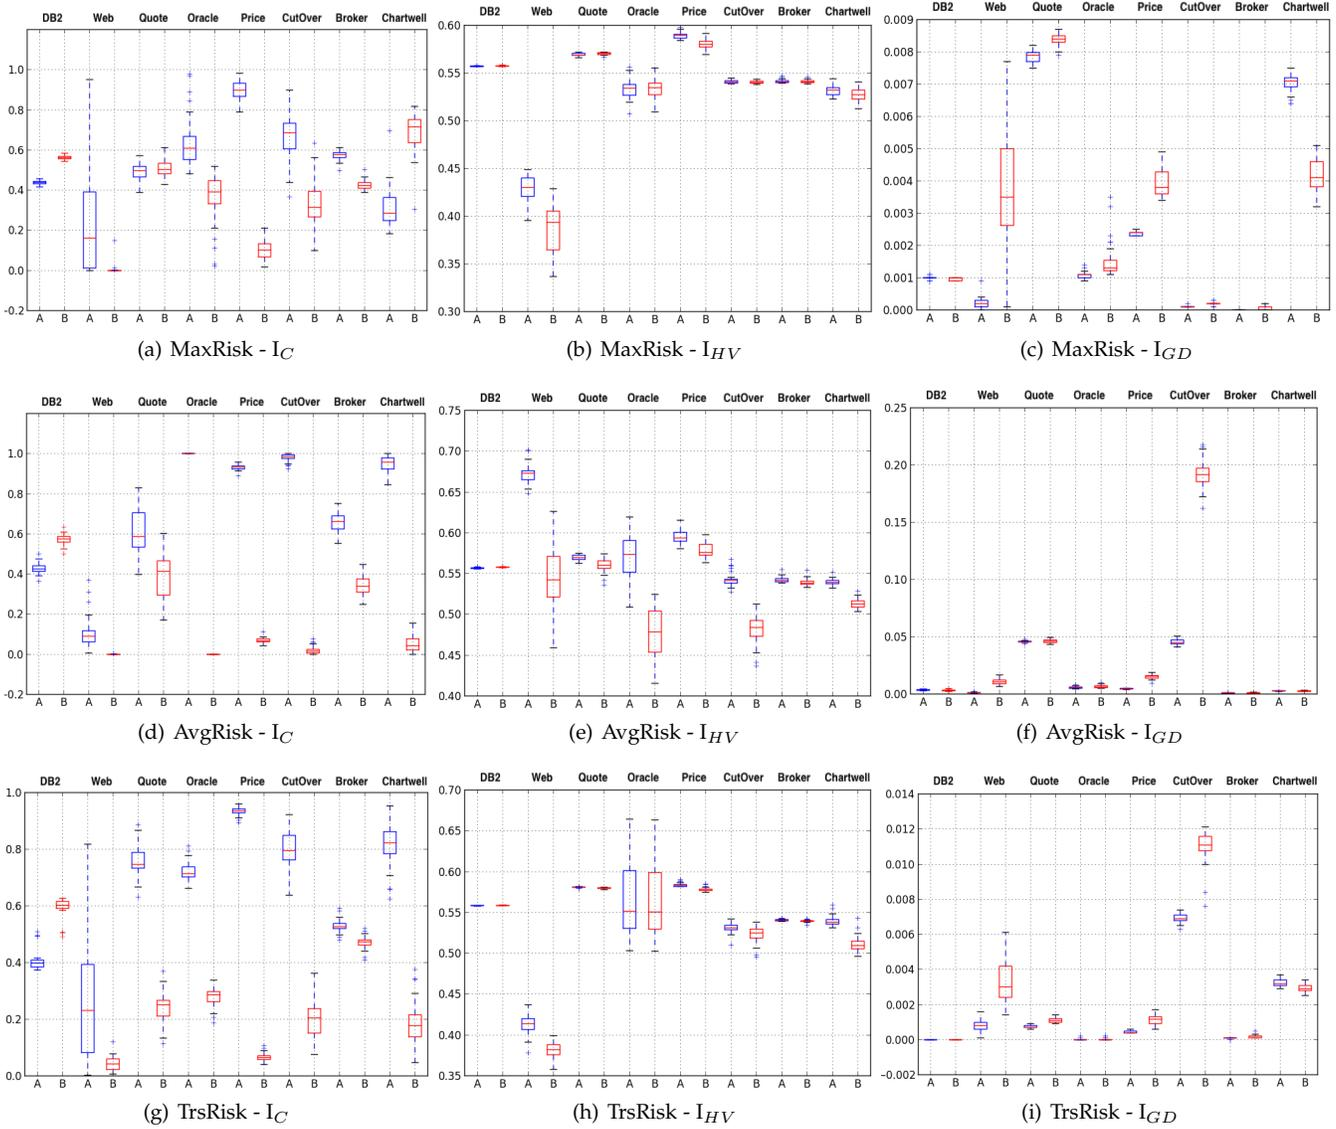 DB2 Web Quote Oracle Price CutOver Broker Chartwell
1.0
0.8
0.6
0.4
0.2
0.0
-0.2
A B A B A B A B A B A B A B A B
(a) MaxRisk - I_C
DB2 Web Quote Oracle Price CutOver Broker Chartwell
0.60
0.55
0.50
0.45
0.40
0.35
0.30
A B A B A B A B A B A B A B A B
(b) MaxRisk - I_HV
DB2 Web Quote Oracle Price CutOver Broker Chartwell
0.009
0.008
0.007
0.006
0.005
0.004
0.003
0.002
0.001
0.000
A B A B A B A B A B A B A B A B
(c) MaxRisk - I_GD
DB2 Web Quote Oracle Price CutOver Broker Chartwell
1.0
0.8
0.6
0.4
0.2
0.0
-0.2
A B A B A B A B A B A B A B A B
(d) AvgRisk - I_C
DB2 Web Quote Oracle Price CutOver Broker Chartwell
0.75
0.70
0.65
0.60
0.55
0.50
0.45
0.40
A B A B A B A B A B A B A B A B
(e) AvgRisk - I_HV
DB2 Web Quote Oracle Price CutOver Broker Chartwell
0.25
0.20
0.15
0.10
0.05
0.00
A B A B A B A B A B A B A B A B
(f) AvgRisk - I_GD
DB2 Web Quote Oracle Price CutOver Broker Chartwell
1.0
0.8
0.6
0.4
0.2
0.0
A B A B A B A B A B A B A B A B
(g) TrsRisk - I_C
DB2 Web Quote Oracle Price CutOver Broker Chartwell
0.70
0.65
0.60
0.55
0.50
0.45
0.40
0.35
A B A B A B A B A B A B A B A B
(h) TrsRisk - I_HV
DB2 Web Quote Oracle Price CutOver Broker Chartwell
0.014
0.012
0.010
0.008
0.006
0.004
0.002
0.000
-0.002
A B A B A B A B A B A B A B A B
(i) TrsRisk - I_GD